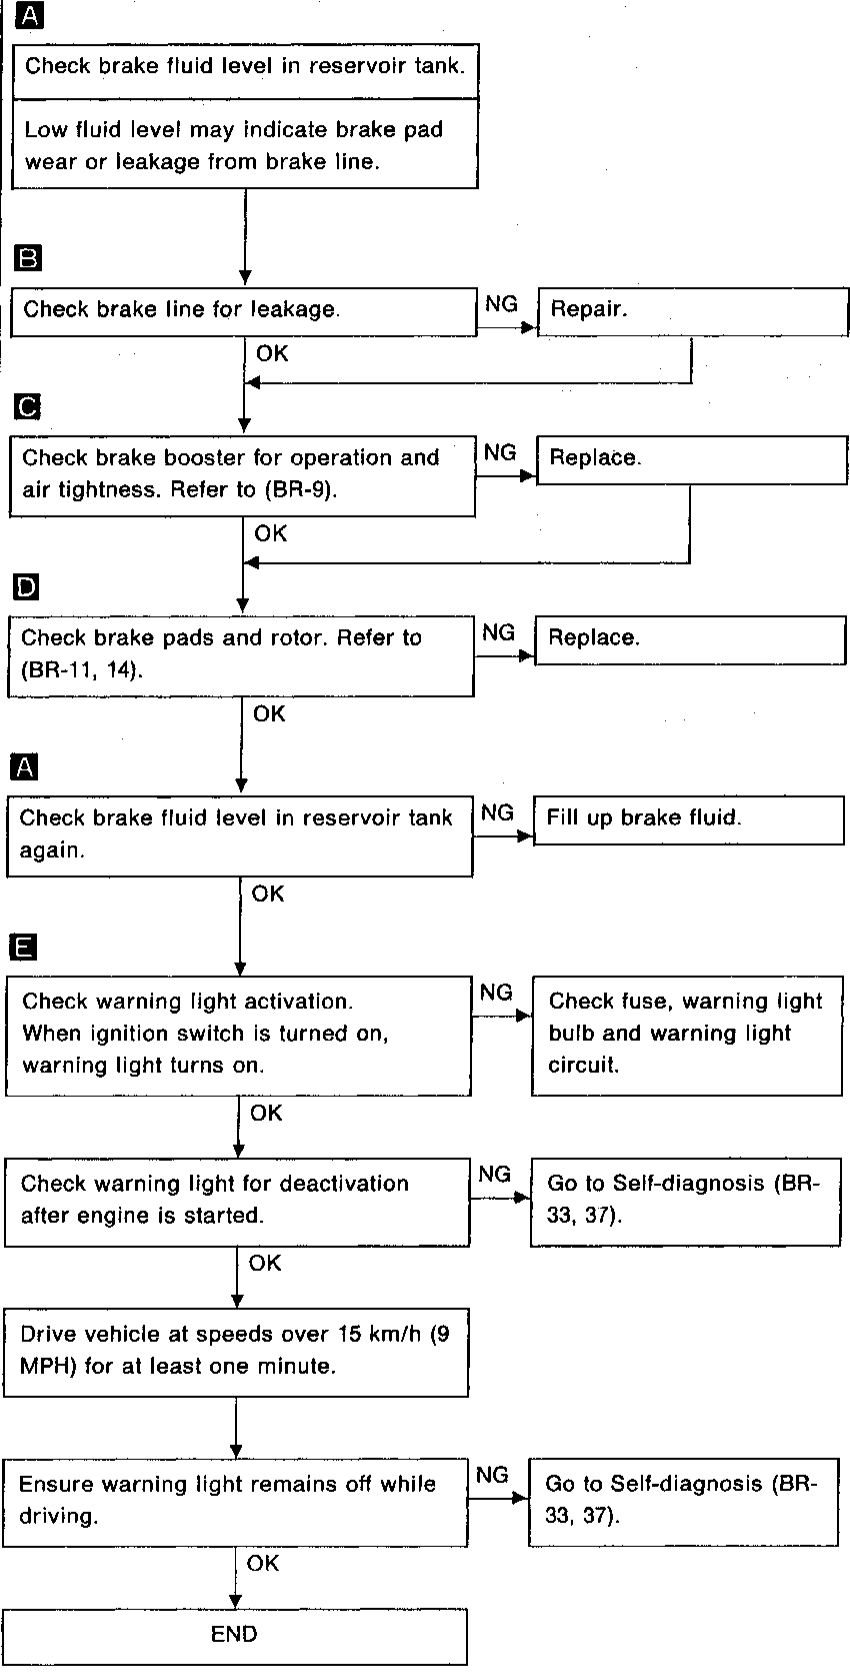 A
Check brake fluid level in reservoir tank.
Low fluid level may indicate brake pad
wear or leakage from brake line.
B
Check brake line for leakage.
NG
Repair.
OK
C
Check brake booster for operation and
air tightness. Refer to (BR-9).
NG
Replace.
OK
D
Check brake pads and rotor. Refer to
(BR-11, 14).
NG
Replace.
OK
A
Check brake fluid level in reservoir tank
again.
NG
Fill up brake fluid.
OK
E
Check warning light activation.
When ignition switch is turned on,
warning light turns on.
NG
Check fuse, warning light
bulb and warning light
circuit.
OK
Check warning light for deactivation
after engine is started.
NG
Go to Self-diagnosis (BR-
33, 37).
OK
Drive vehicle at speeds over 15 km/h (9
MPH) for at least one minute.
Ensure warning light remains off while
driving.
NG
Go to Self-diagnosis (BR-
33, 37).
OK
END